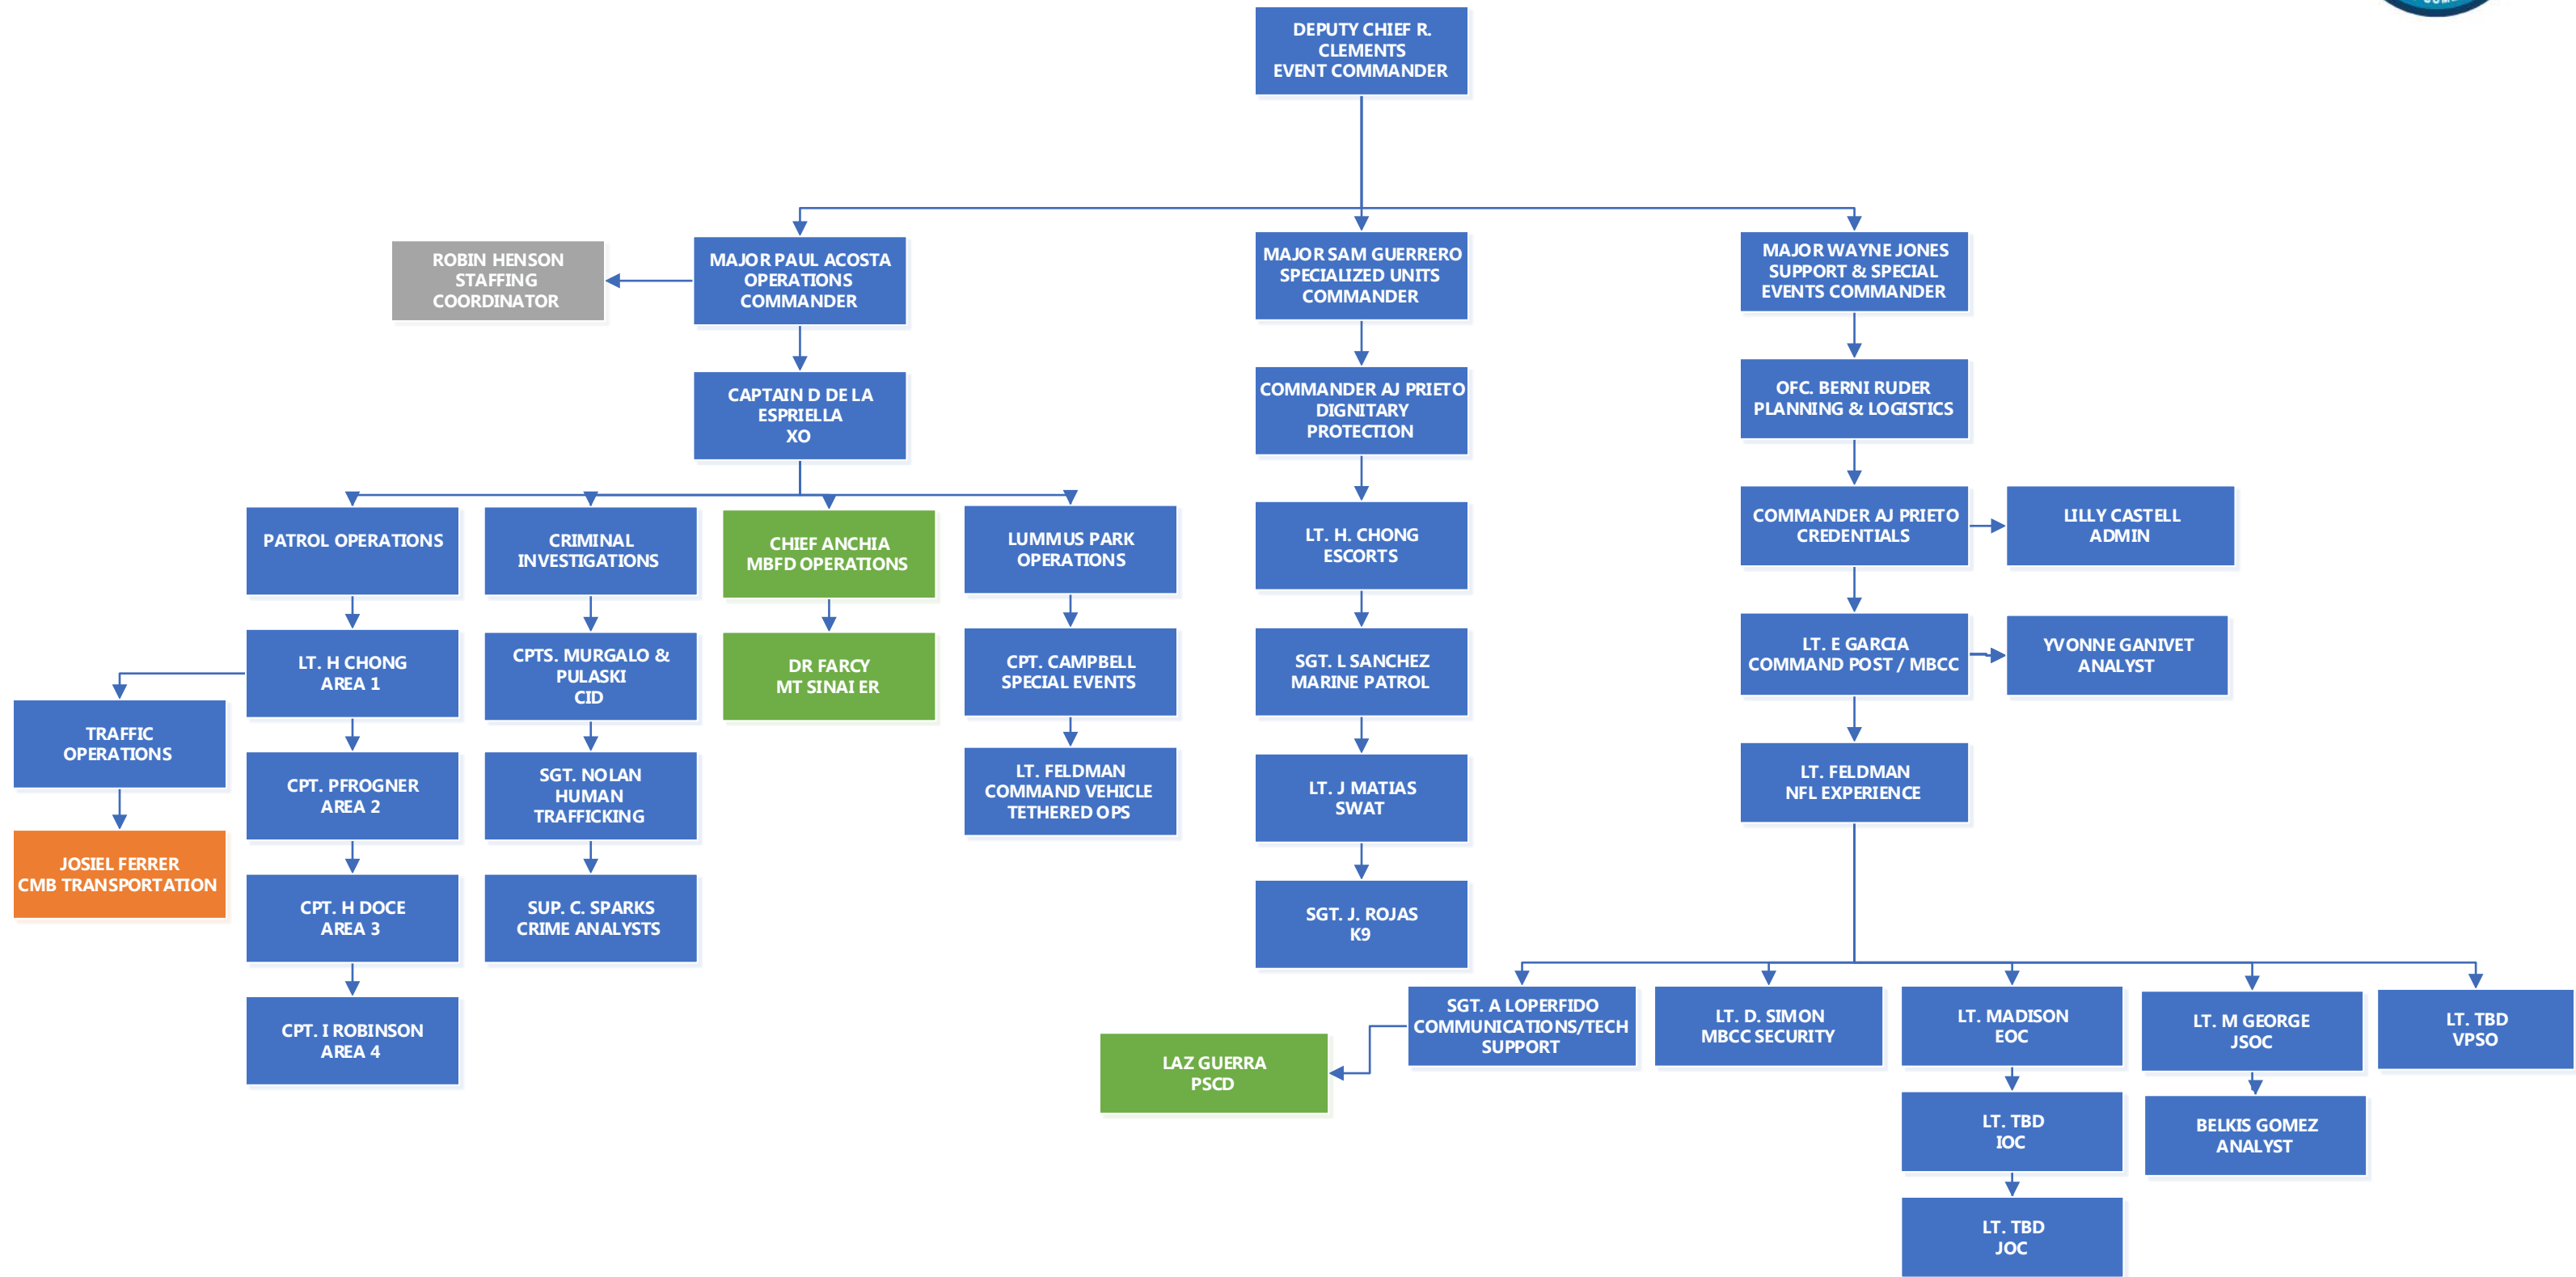 COMM
DEPUTY CHIEF R.
CLEMENTS
EVENT COMMANDER
ROBIN HENSON
STAFFING
COORDINATOR
MAJOR PAUL ACOSTA
OPERATIONS
COMMANDER
MAJOR SAM GUERRERO
SPECIALIZED UNITS
COMMANDER
MAJOR WAYNE JONES
SUPPORT & SPECIAL
EVENTS COMMANDER
CAPTAIN D DE LA
ESPRIELLA
XO
COMMANDER AJ PRIETO
DIGNITARY
PROTECTION
OFC. BERNI RUDER
PLANNING & LOGISTICS
PATROL OPERATIONS
CRIMINAL
INVESTIGATIONS
CHIEF ANCHIA
MBFD OPERATIONS
LUMMUS PARK
OPERATIONS
LT. H. CHONG
ESCORTS
COMMANDER AJ PRIETO
CREDENTIALS
LILLY CASTELL
ADMIN
LT. H CHONG
AREA 1
CPTS. MURGALO &
PULASKI
CID
DR FARCY
MT SINAI ER
CPT. CAMPBELL
SPECIAL EVENTS
SGT. L SANCHEZ
MARINE PATROL
LT. E GARCIA
COMMAND POST / MBCC
YVONNE GANIVET
ANALYST
TRAFFIC
OPERATIONS
CPT. PFROGNER
AREA 2
SGT. NOLAN
HUMAN
TRAFFICKING
LT. FELDMAN
COMMAND VEHICLE
TETHERED OPS
LT. J MATIAS
SWAT
LT. FELDMAN
NFL EXPERIENCE
JOSIEL FERRER
CMB TRANSPORTATION
CPT. H DOCE
AREA 3
SUP. C. SPARKS
CRIME ANALYSTS
SGT. J. ROJAS
K9
CPT. I ROBINSON
AREA 4
LAZ GUERRA
PSCD
SGT. A LOPERFIDO
COMMUNICATIONS/TECH
SUPPORT
LT. D. SIMON
MBCC SECURITY
LT. MADISON
EOC
LT. M GEORGE
JSOC
LT. TBD
VPSO
LT. TBD
IOC
BELKIS GOMEZ
ANALYST
LT. TBD
JOC